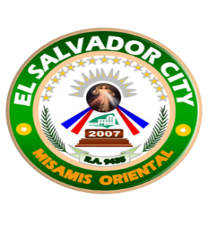 EL SALVADOR CITY
2007
R.A. 9435
MISAMIS ORIENTAL